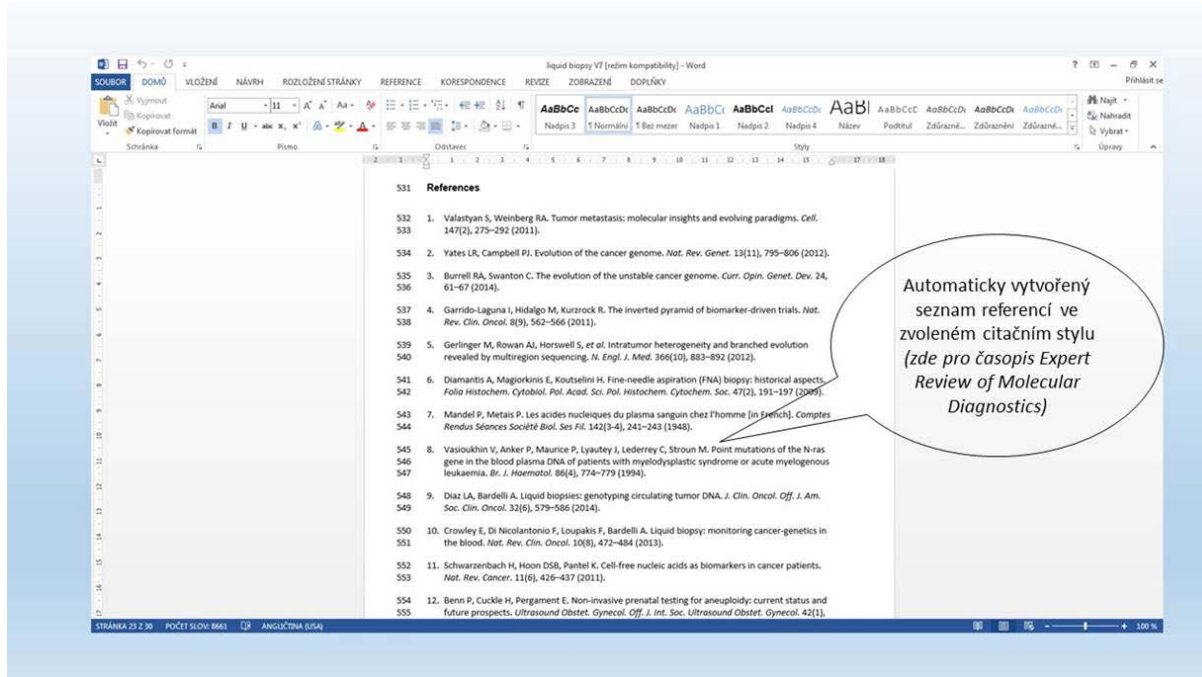 liquid biopsy V7 [režim kompatibility] - Word
Přihlásit se
SOUBOR DOMŮ VLOŽENÍ NÁVRH ROZLOŽENÍ STRÁNKY REFERENCE KORESPONDENCE REVIZE ZOBRAZENÍ DOPLŇKY
Vložit
Vyjmout
Kopírovat
Kopírovat formát
Schránka
Arial 11
Písmo
Odstavec
AaBbCc AaBbCcDc AaBbCcDc AaBbCc AaBbCcI AaBbCcDc AaBl AaBbCcC AaBbCcDc AaBbCcDc AaBbCcDc
Nadpis 3 ¶ Normální ¶ Bez mezer Nadpis 1 Nadpis 2 Nadpis 4 Název Podtitul Zdůrazně... Zdůraznění Zdůrazné...
Styly
Najít
Nahradit
Vybrat
Úpravy
531 References
532 1. Valastyan S, Weinberg RA. Tumor metastasis: molecular insights and evolving paradigms. Cell.
533 147(2), 275–292 (2011).
534 2. Yates LR, Campbell PJ. Evolution of the cancer genome. Nat. Rev. Genet. 13(11), 795–806 (2012).
535 3. Burrell RA, Swanton C. The evolution of the unstable cancer genome. Curr. Opin. Genet. Dev. 24,
536 61–67 (2014).
537 4. Garrido-Laguna I, Hidalgo M, Kurzrock R. The inverted pyramid of biomarker-driven trials. Nat.
538 Rev. Clin. Oncol. 8(9), 562–566 (2011).
539 5. Gerlinger M, Rowan AJ, Horswell S, et al. Intratumor heterogeneity and branched evolution
540 revealed by multiregion sequencing. N. Engl. J. Med. 366(10), 883–892 (2012).
541 6. Diamantis A, Magiorkinis E, Koutselini H. Fine-needle aspiration (FNA) biopsy: historical aspects.
542 Folia Histochem. Cytobiol. Pol. Acad. Sci. Pol. Histochem. Cytochem. Soc. 47(2), 191–197 (2009).
543 7. Mandel P, Metais P. Les acides nucleiques du plasma sanguin chez l'homme [in French]. Comptes
544 Rendus Séances Société Biol. Ses Fil. 142(3-4), 241–243 (1948).
545 8. Vasioukhin V, Anker P, Maurice P, Lyautey J, Lederrey C, Stroun M. Point mutations of the N-ras
546 gene in the blood plasma DNA of patients with myelodysplastic syndrome or acute myelogenous
547 leukaemia. Br. J. Haematol. 86(4), 774–779 (1994).
548 9. Diaz LA, Bardelli A. Liquid biopsies: genotyping circulating tumor DNA. J. Clin. Oncol. Off. J. Am.
549 Soc. Clin. Oncol. 32(6), 579–586 (2014).
550 10. Crowley E, Di Nicolantonio F, Loupakis F, Bardelli A. Liquid biopsy: monitoring cancer-genetics in
551 the blood. Nat. Rev. Clin. Oncol. 10(8), 472–484 (2013).
552 11. Schwarzenbach H, Hoon DSB, Pantel K. Cell-free nucleic acids as biomarkers in cancer patients.
553 Nat. Rev. Cancer. 11(6), 426–437 (2011).
554 12. Benn P, Cuckle H, Pergament E. Non-invasive prenatal testing for aneuploidy: current status and
555 future prospects. Ultrasound Obstet. Gynecol. Off. J. Int. Soc. Ultrasound Obstet. Gynecol. 42(1),
Automaticky vytvořený
seznam referencí ve
zvoleném citačním stylu
(zde pro časopis Expert
Review of Molecular
Diagnostics)
STRÁNKA 23 Z 30 POČET SLOV: 8661 ANGLIČTINA (USA)
100 %